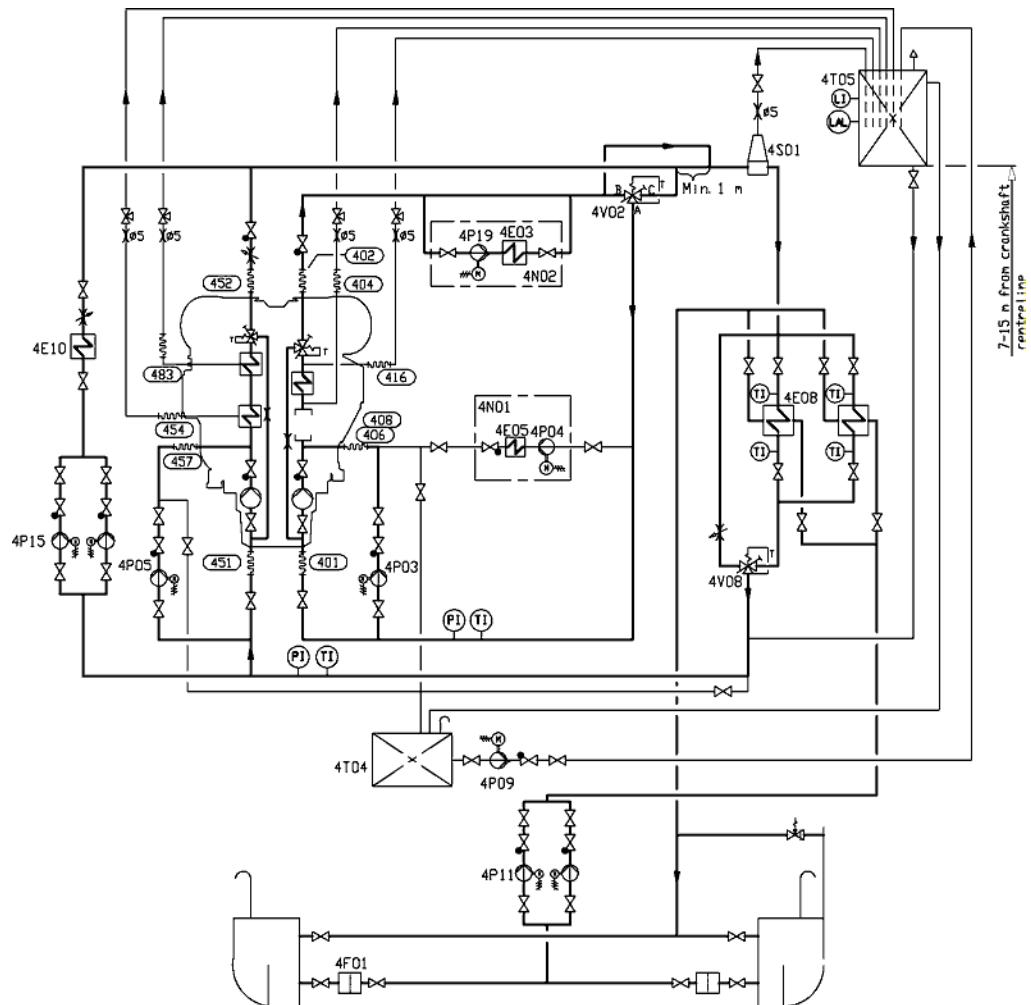 4T05
LI
LAL
ø5
4S01
Min. 1 m
B C T
A
4V02
7-15 m from crankshaft
centreline
4P19
4E03
M
4N02
ø5
ø5
ø5
ø5
402
404
452
4E10
T
T
483
416
454
408
406
457
4N01
4E05
4P04
M
TI
4E08
TI
TI
TI
4P15
4P05
451
401
4P03
T
4V08
PI
TI
PI
TI
M
4T04
4P09
4P11
4F01